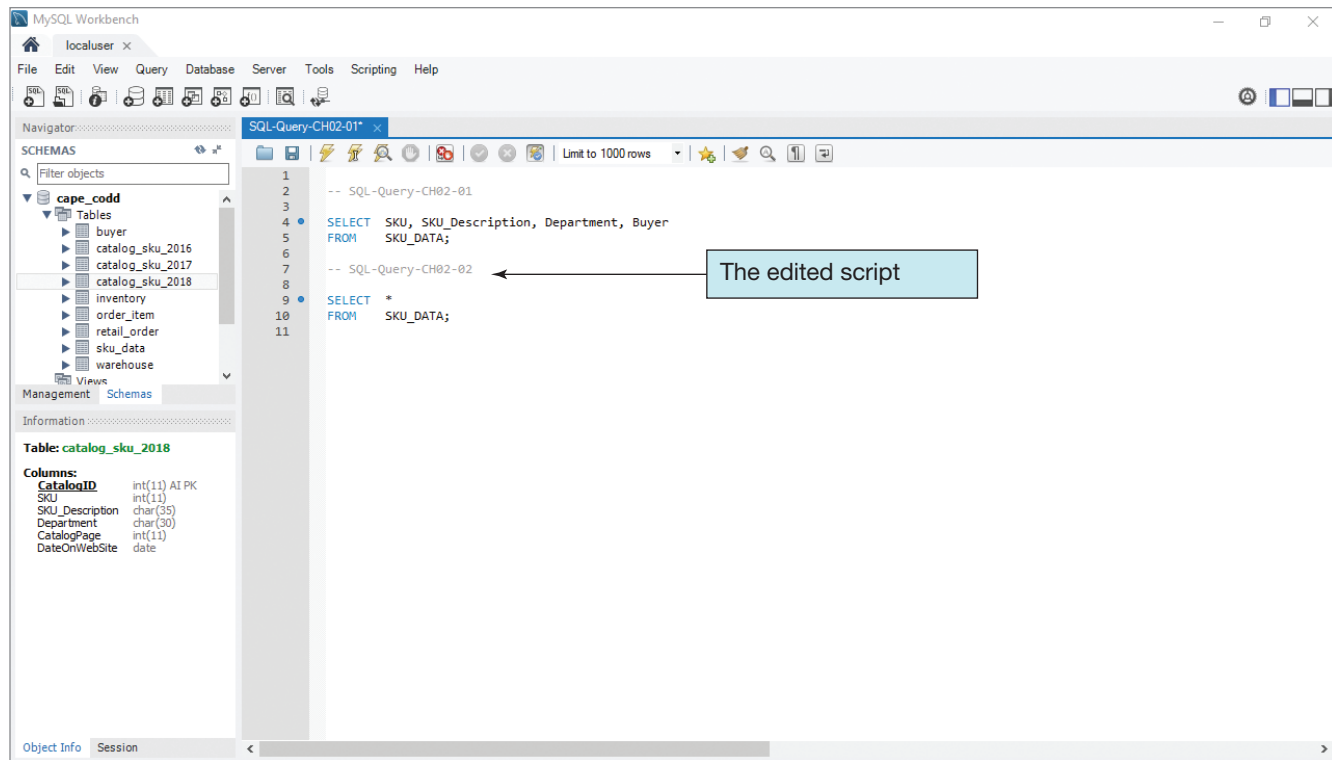 MySQL Workbench
localuser ×
File Edit View Query Database Server Tools Scripting Help
Navigator
SCHEMAS
Filter objects
cape_codd
Tables
buyer
catalog_sku_2016
catalog_sku_2017
catalog_sku_2018
inventory
order_item
retail_order
sku_data
warehouse
Views
Management Schemas
Information
Table: catalog_sku_2018
Columns:
CatalogID int(11) AI PK
SKU int(11)
SKU_Description char(35)
Department char(30)
CatalogPage int(11)
DateOnWebSite date
Object Info Session
SQL-Query-CH02-01* ×
Limit to 1000 rows
1
2 -- SQL-Query-CH02-01
3
4 SELECT SKU, SKU_Description, Department, Buyer
5 FROM SKU_DATA;
6
7 -- SQL-Query-CH02-02
8
9 SELECT *
10 FROM SKU_DATA;
11
The edited script